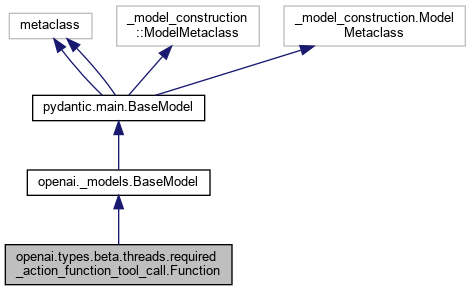 metaclass
_model_construction
::ModelMetaclass
_model_construction.Model
Metaclass
pydantic.main.BaseModel
openai._models.BaseModel
openai.types.beta.threads.required
_action_function_tool_call.Function